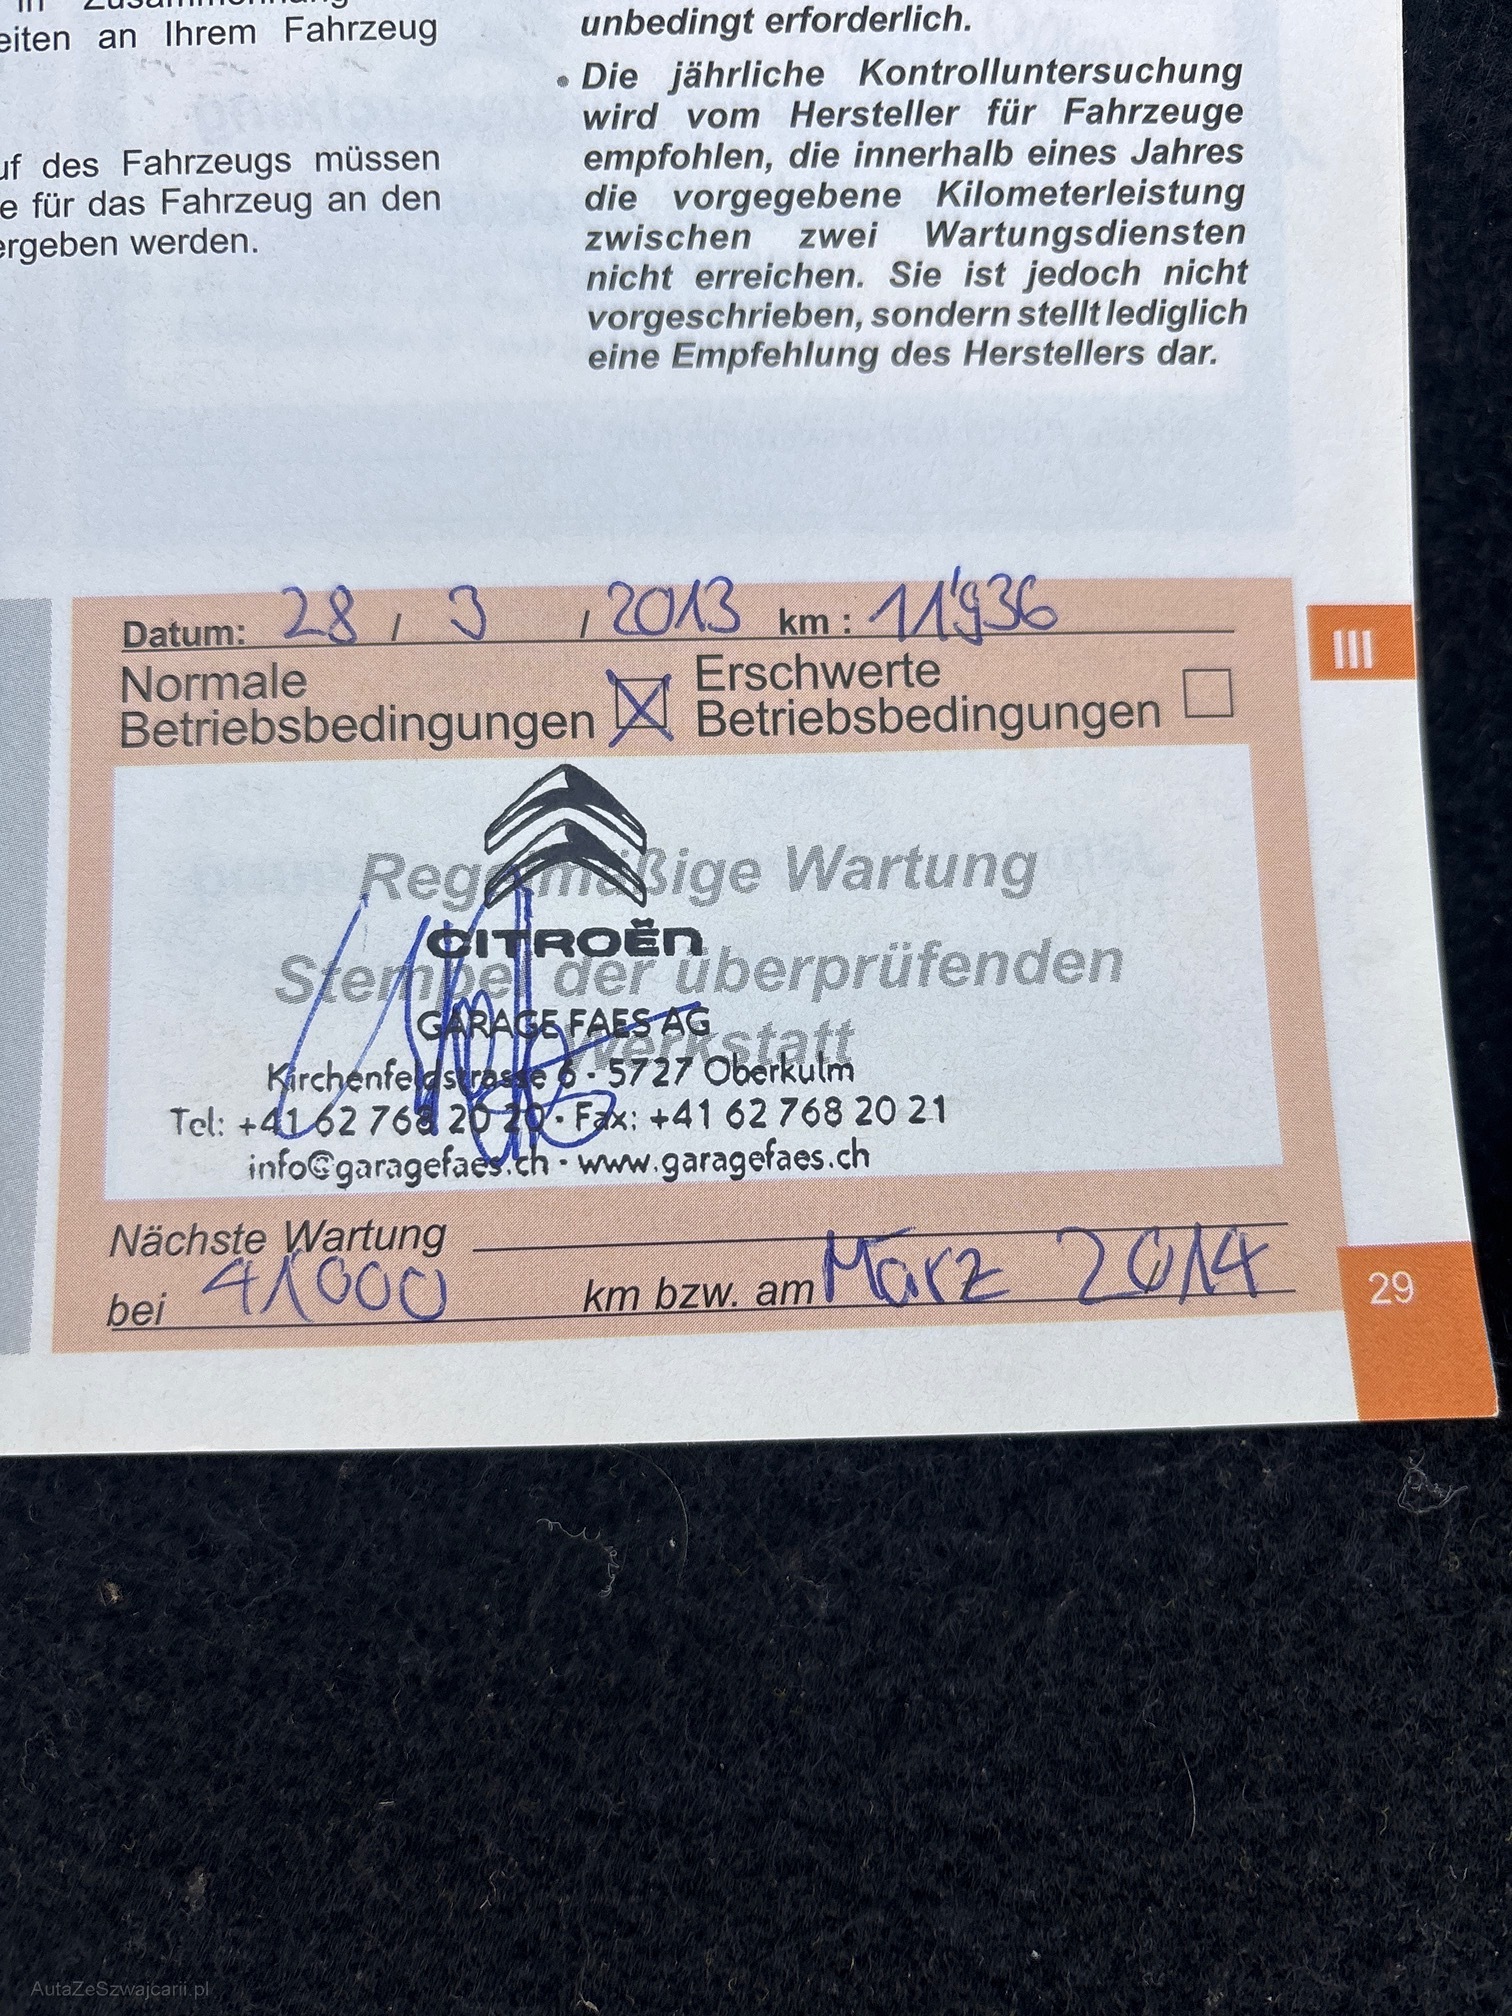 in Zusammenhang
eiten an Ihrem Fahrzeug
uf des Fahrzeugs müssen
e für das Fahrzeug an den
ergeben werden.
unbedingt erforderlich.
• Die jährliche Kontrolluntersuchung
wird vom Hersteller für Fahrzeuge
empfohlen, die innerhalb eines Jahres
die vorgegebene Kilometerleistung
zwischen zwei Wartungsdiensten
nicht erreichen. Sie ist jedoch nicht
vorgeschrieben, sondern stellt lediglich
eine Empfehlung des Herstellers dar.
Datum: 28 / 3 / 2013 km : 11'936
III
Normale
Betriebsbedingungen
Erschwerte
Betriebsbedingungen
Regelmäßige Wartung
Stempel der überprüfenden
Werkstatt
CITROËN
GARAGE FAES AG
Kirchenfeldstrasse 6 - 5727 Oberkulm
Tel: +41 62 768 20 20 - Fax: +41 62 768 20 21
info@garagefaes.ch - www.garagefaes.ch
Nächste Wartung
bei 41000 km bzw. am März 2014
29
AutaZeSzwajcarii.pl